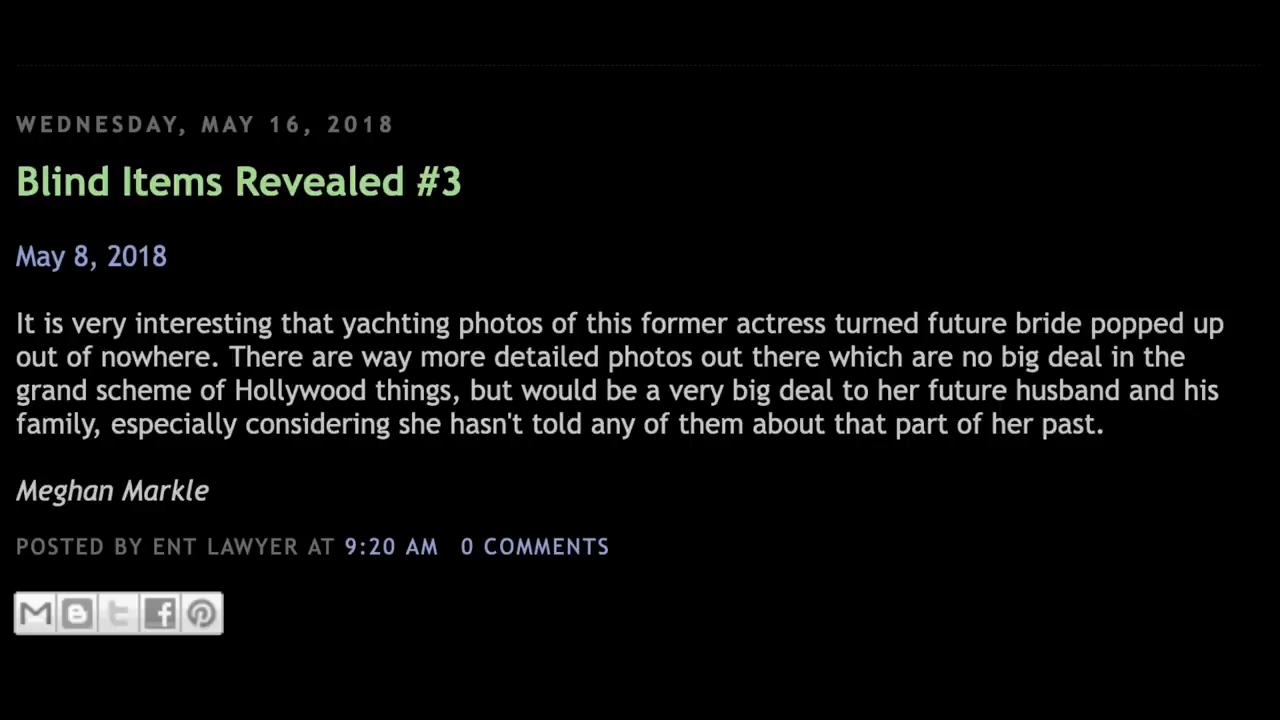 WEDNESDAY, MAY 16, 2018
Blind Items Revealed #3
May 8, 2018
It is very interesting that yachting photos of this former actress turned future bride popped up
out of nowhere. There are way more detailed photos out there which are no big deal in the
grand scheme of Hollywood things, but would be a very big deal to her future husband and his
family, especially considering she hasn't told any of them about that part of her past.
Meghan Markle
POSTED BY ENT LAWYER AT 9:20 AM 0 COMMENTS